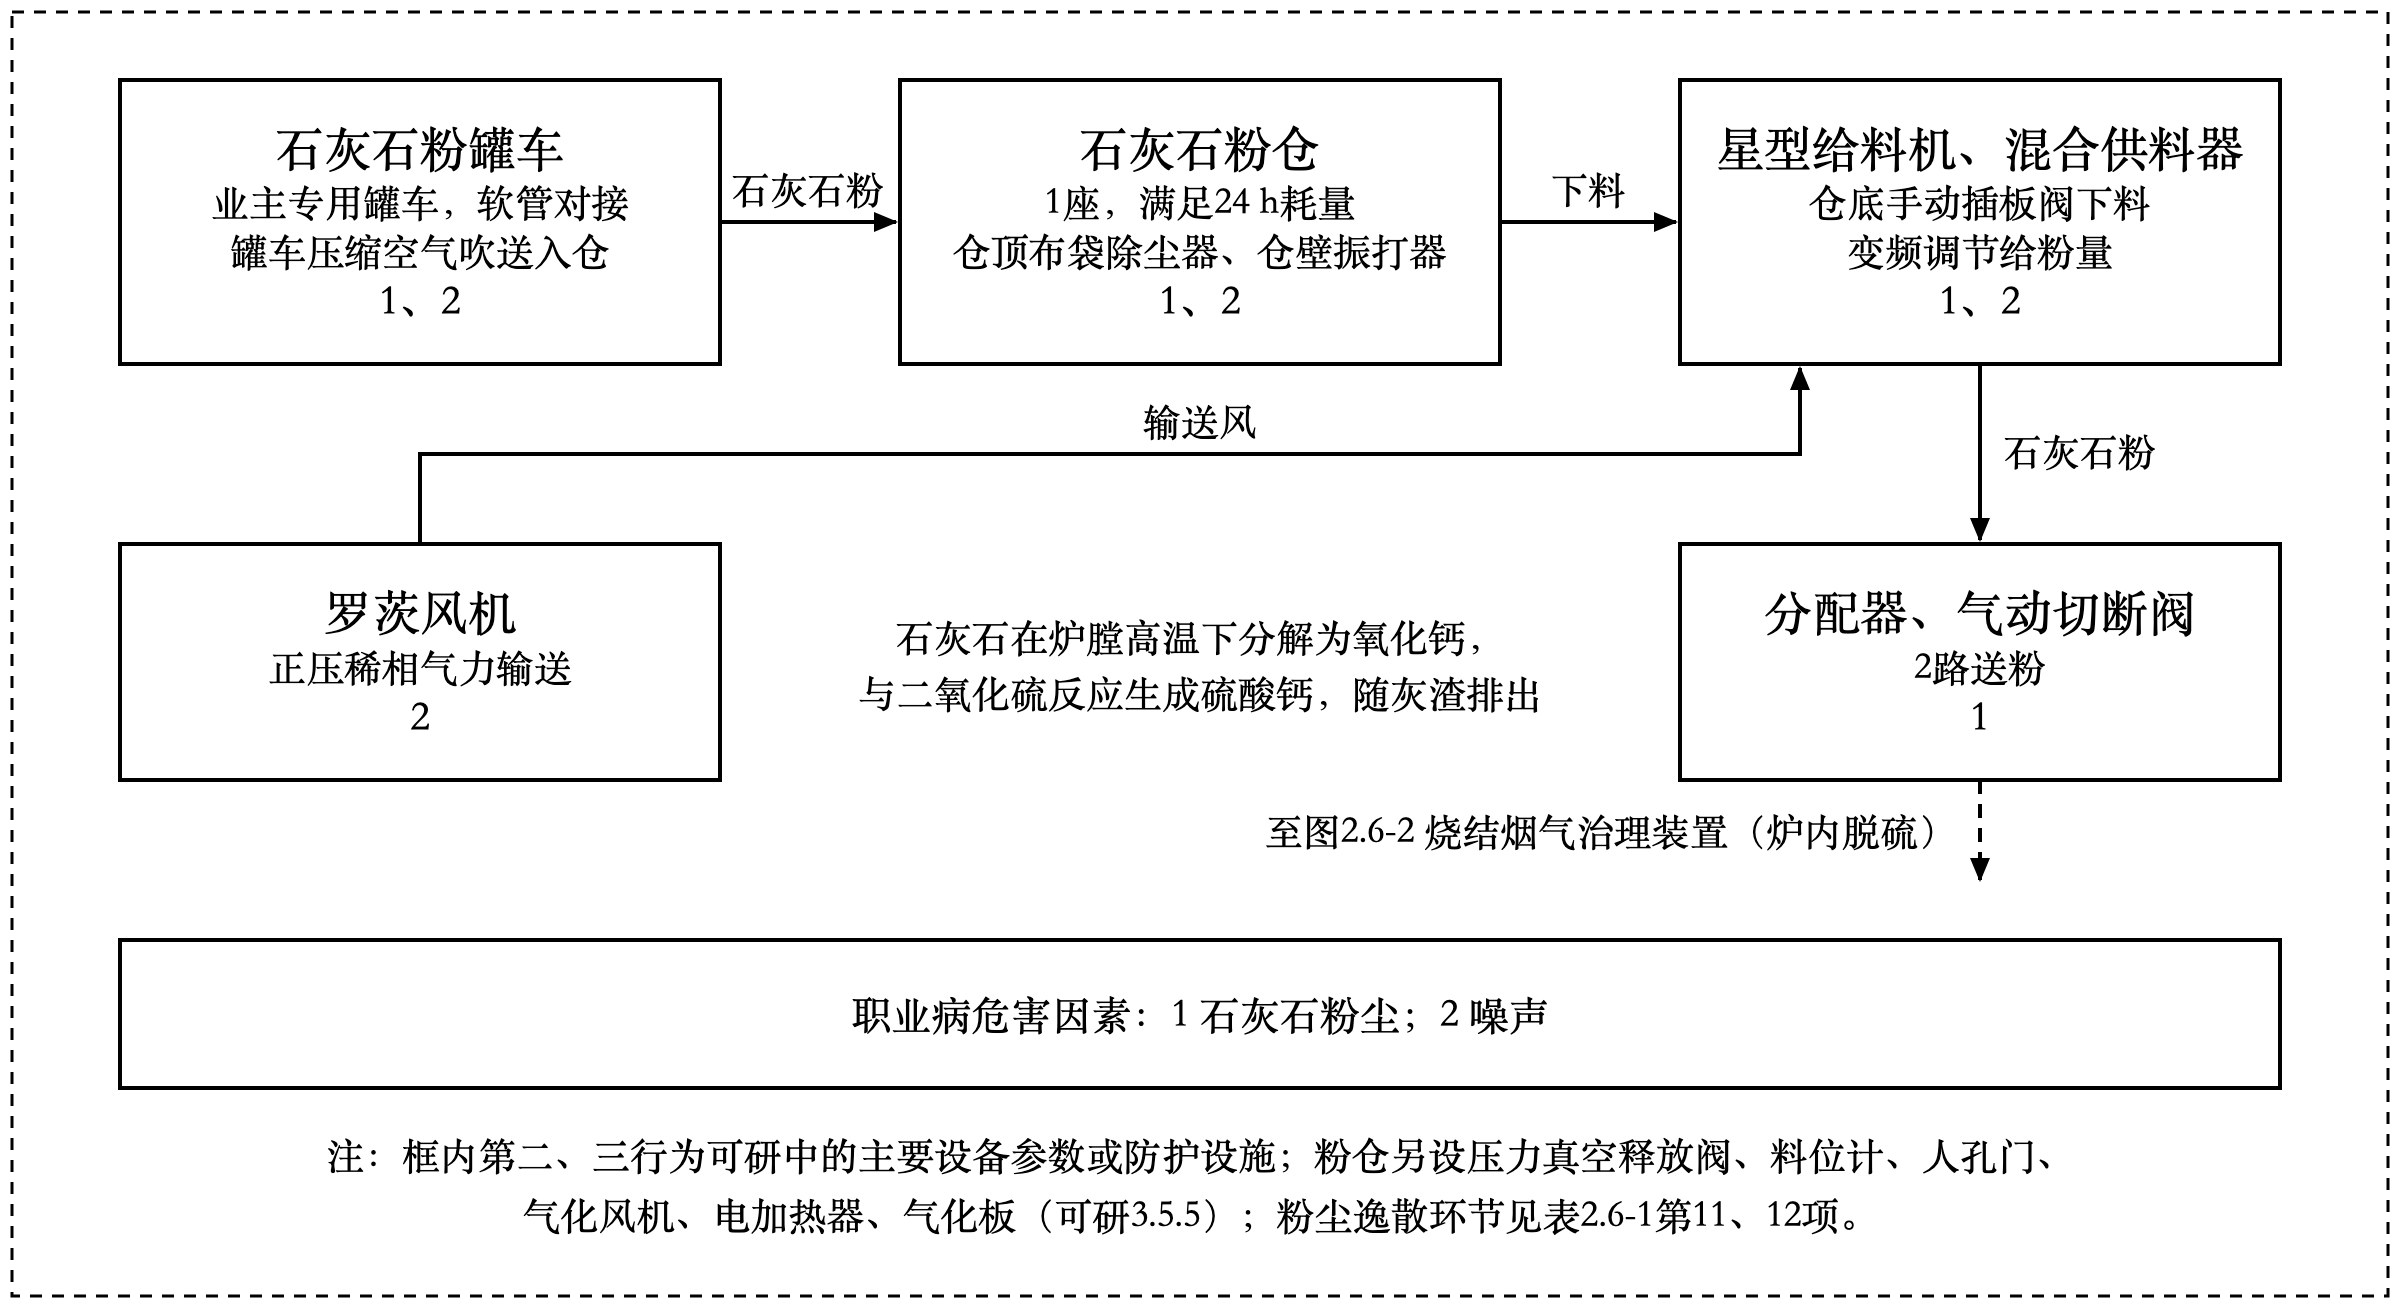 石灰石粉罐车
业主专用罐车，软管对接
罐车压缩空气吹送入仓
1、2
石灰石粉
石灰石粉仓
1座，满足24 h耗量
仓顶布袋除尘器、仓壁振打器
1、2
下料
星型给料机、混合供料器
仓底手动插板阀下料
变频调节给粉量
1、2
输送风
石灰石粉
罗茨风机
正压稀相气力输送
2
石灰石在炉膛高温下分解为氧化钙，
与二氧化硫反应生成硫酸钙，随灰渣排出
分配器、气动切断阀
2路送粉
1
至图2.6-2 烧结烟气治理装置（炉内脱硫）
职业病危害因素：1 石灰石粉尘；2 噪声
注：框内第二、三行为可研中的主要设备参数或防护设施；粉仓另设压力真空释放阀、料位计、人孔门、
气化风机、电加热器、气化板（可研3.5.5）；粉尘逸散环节见表2.6-1第11、12项。